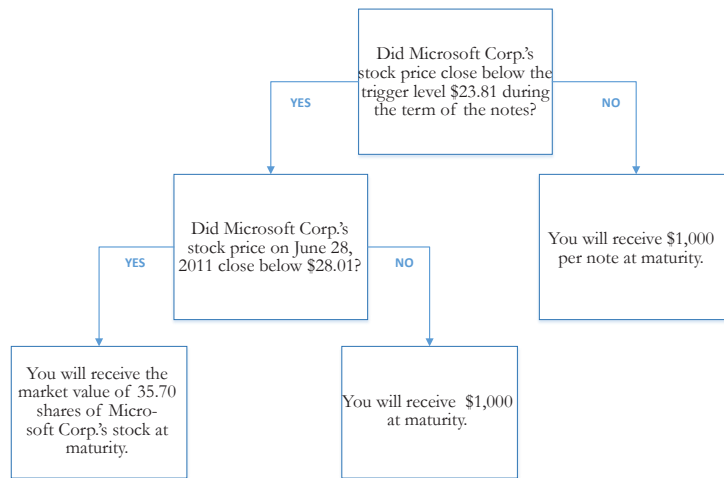 Did Microsoft Corp.'s
stock price close below the
trigger level $23.81 during
the term of the notes?
YES
NO
Did Microsoft Corp.'s
stock price on June 28,
2011 close below $28.01?
You will receive $1,000
per note at maturity.
YES
NO
You will receive the
market value of 35.70
shares of Micro-
soft Corp.'s stock at
maturity.
You will receive $1,000
at maturity.